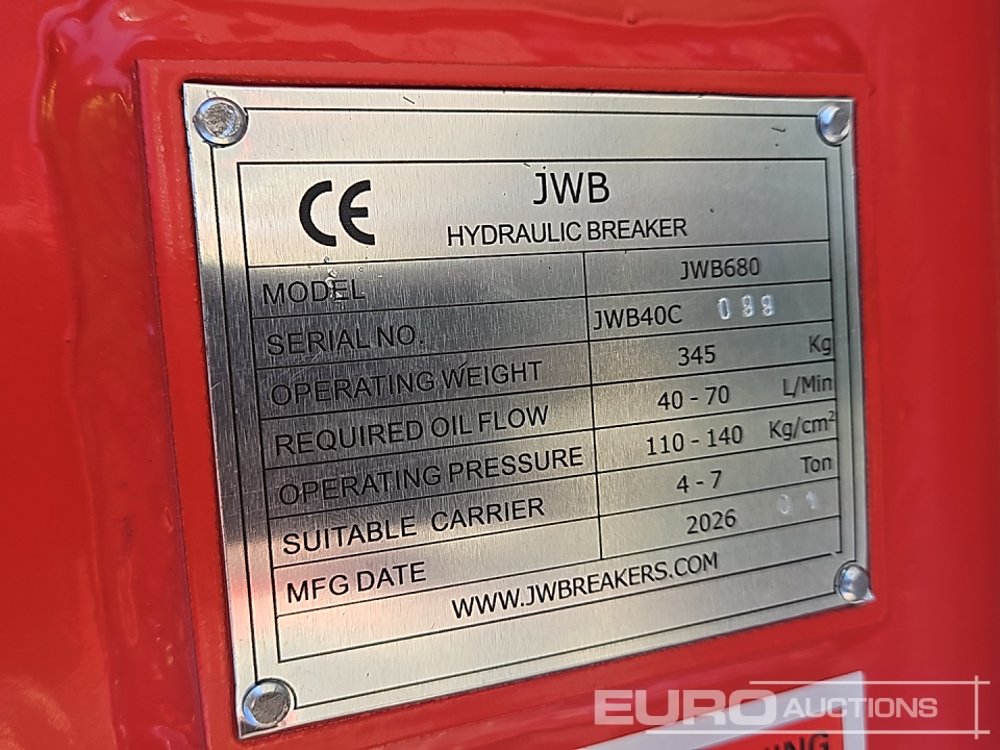 CE JWB
HYDRAULIC BREAKER
MODEL JWB680
SERIAL NO. JWB40C 088
OPERATING WEIGHT 345 Kg
REQUIRED OIL FLOW 40 - 70 L/Min
OPERATING PRESSURE 110 - 140 Kg/cm²
SUITABLE CARRIER 4 - 7 Ton
MFG DATE 2026 01
WWW.JWBREAKERS.COM
EURO AUCTIONS